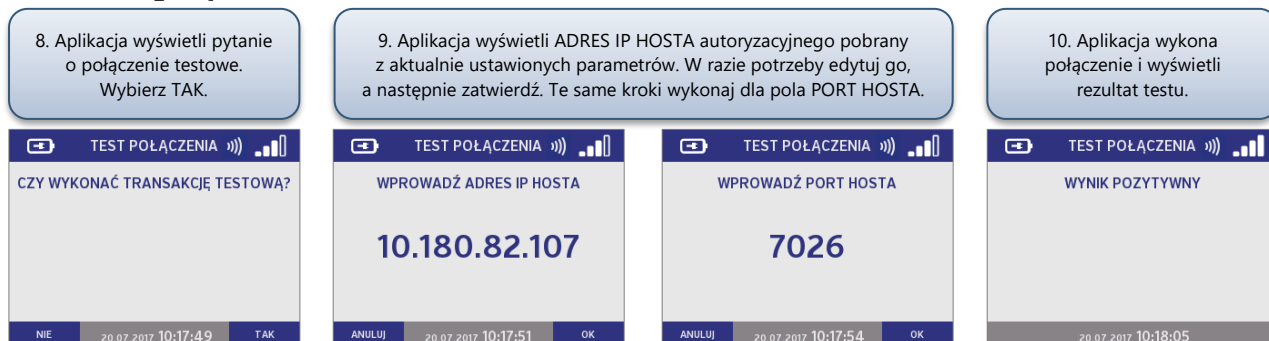 8. Aplikacja wyświetli pytanie
o połączenie testowe.
Wybierz TAK.
9. Aplikacja wyświetli ADRES IP HOSTA autoryzacyjnego pobrany
z aktualnie ustawionych parametrów. W razie potrzeby edytuj go,
a następnie zatwierdź. Te same kroki wykonaj dla pola PORT HOSTA.
10. Aplikacja wykona
połączenie i wyświetli
rezultat testu.
TEST POŁĄCZENIA
CZY WYKONAĆ TRANSAKCJĘ TESTOWĄ?
NIE 20.07.2017 10:17:49 TAK
TEST POŁĄCZENIA
WPROWADŹ ADRES IP HOSTA
10.180.82.107
ANULUJ 20.07.2017 10:17:51 OK
TEST POŁĄCZENIA
WPROWADŹ PORT HOSTA
7026
ANULUJ 20.07.2017 10:17:54 OK
TEST POŁĄCZENIA
WYNIK POZYTYWNY
20.07.2017 10:18:05